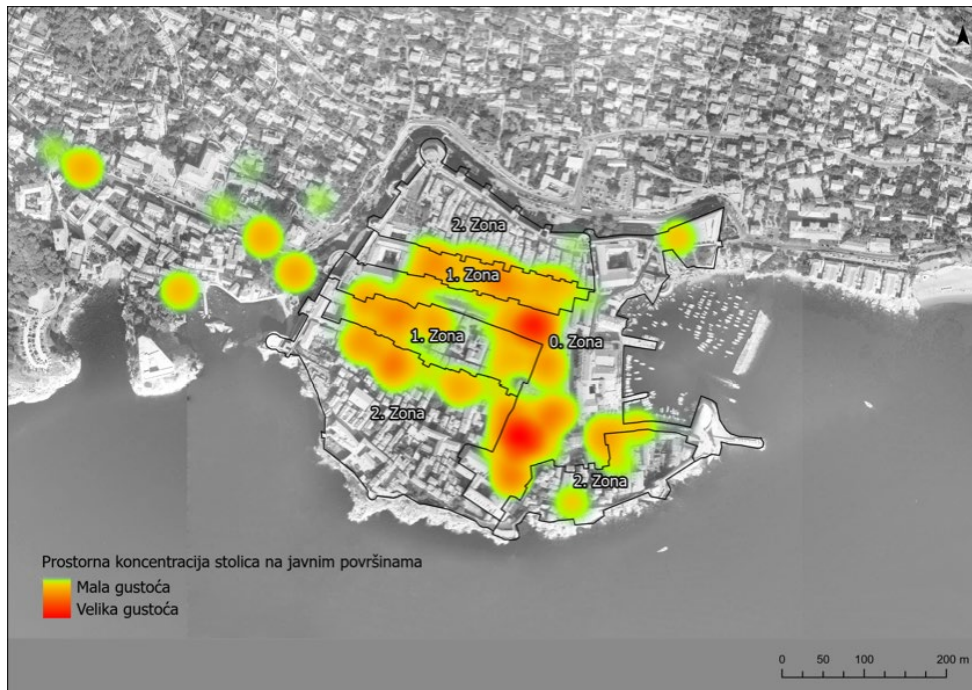 2. Zona
1. Zona
1. Zona
0. Zona
2. Zona
2. Zona
Prostorna koncentracija stolica na javnim površinama
Mala gustoća
Velika gustoća
0 50 100 200 m